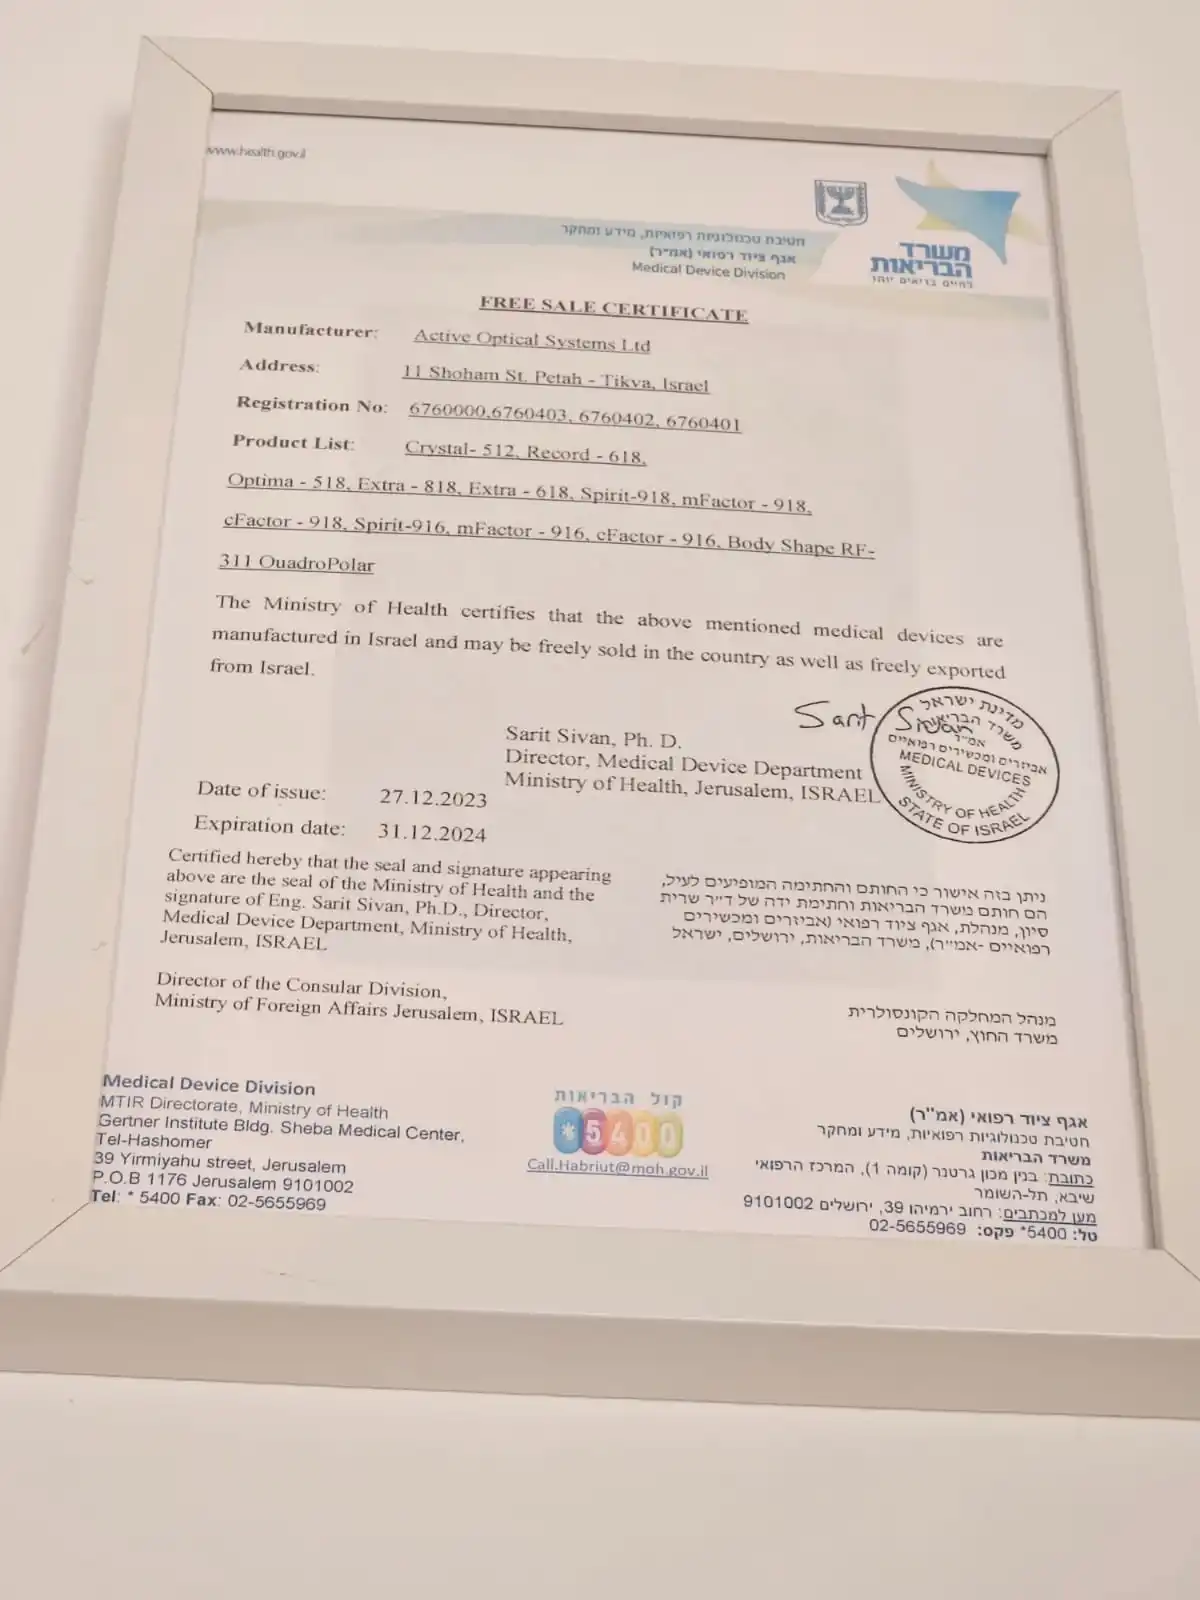 www.health.gov.il
חטיבת טכנולוגיות רפואיות, מידע ומחקר
אגף ציוד רפואי (אמ״ר)
Medical Device Division
משרד
הבריאות
לחיים בריאים יותר
FREE SALE CERTIFICATE
Manufacturer: Active Optical Systems Ltd
Address: 11 Shoham St. Petah - Tikva, Israel
Registration No: 6760000,6760403, 6760402, 6760401
Product List: Crystal- 512, Record - 618,
Optima - 518, Extra - 818, Extra - 618, Spirit-918, mFactor - 918,
cFactor - 918, Spirit-916, mFactor - 916, cFactor - 916, Body Shape RF-
311 QuadroPolar
The Ministry of Health certifies that the above mentioned medical devices are
manufactured in Israel and may be freely sold in the country as well as freely exported
from Israel.
Sarit Sivan
Sarit Sivan, Ph. D.
Director, Medical Device Department
Ministry of Health, Jerusalem, ISRAEL
מדינת ישראל
משרד הבריאות
אמ״ר
אביזרים ומכשירים רפואיים
MEDICAL DEVICES
MINISTRY OF HEALTH
STATE OF ISRAEL
Date of issue: 27.12.2023
Expiration date: 31.12.2024
Certified hereby that the seal and signature appearing
above are the seal of the Ministry of Health and the
signature of Eng. Sarit Sivan, Ph.D., Director,
Medical Device Department, Ministry of Health,
Jerusalem, ISRAEL
ניתן בזה אישור כי החותם והחתימה המופיעים לעיל,
הם חותם משרד הבריאות וחתימת ידה של ד״ר שרית
סיון, מנהלת, אגף ציוד רפואי (אביזרים ומכשירים
רפואיים -אמ״ר), משרד הבריאות, ירושלים, ישראל
Director of the Consular Division,
Ministry of Foreign Affairs Jerusalem, ISRAEL
מנהל המחלקה הקונסולרית
משרד החוץ, ירושלים
Medical Device Division
MTIR Directorate, Ministry of Health
Gertner Institute Bldg. Sheba Medical Center,
Tel-Hashomer
39 Yirmiyahu street, Jerusalem
P.O.B 1176 Jerusalem 9101002
Tel: * 5400 Fax: 02-5655969
קול הבריאות
*5400
Call.Habriut@moh.gov.il
אגף ציוד רפואי (אמ"ר)
חטיבת טכנולוגיות רפואיות, מידע ומחקר
משרד הבריאות
כתובת: בנין מכון גרטנר (קומה 1), המרכז הרפואי
שיבא, תל-השומר
מען למכתבים: רחוב ירמיהו 39, ירושלים 9101002
טל: 5400* פקס: 02-5655969